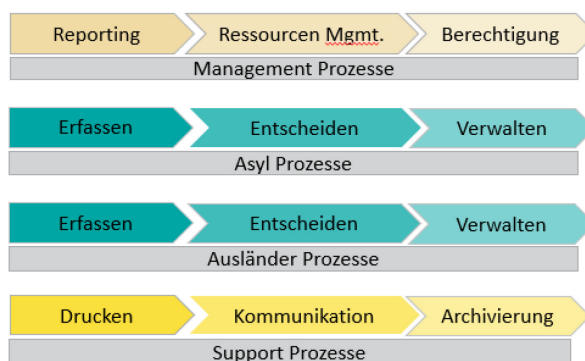 Reporting Ressourcen Mgmt. Berechtigung
Management Prozesse
Erfassen Entscheiden Verwalten
Asyl Prozesse
Erfassen Entscheiden Verwalten
Ausländer Prozesse
Drucken Kommunikation Archivierung
Support Prozesse